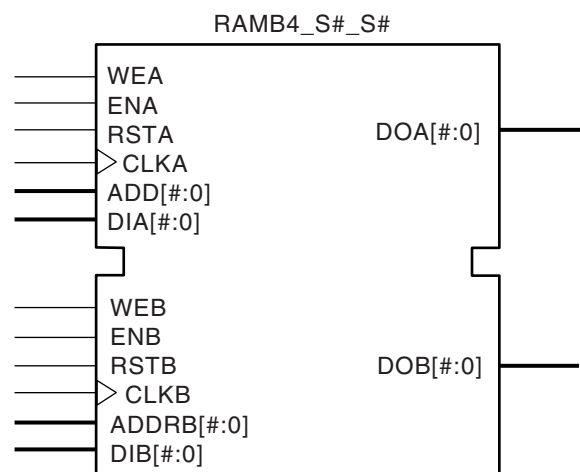 RAMB4_S#_S#
WEA
ENA
RSTA
CLKA
ADD[#:0]
DIA[#:0]
DOA[#:0]
WEB
ENB
RSTB
CLKB
ADDRB[#:0]
DIB[#:0]
DOB[#:0]